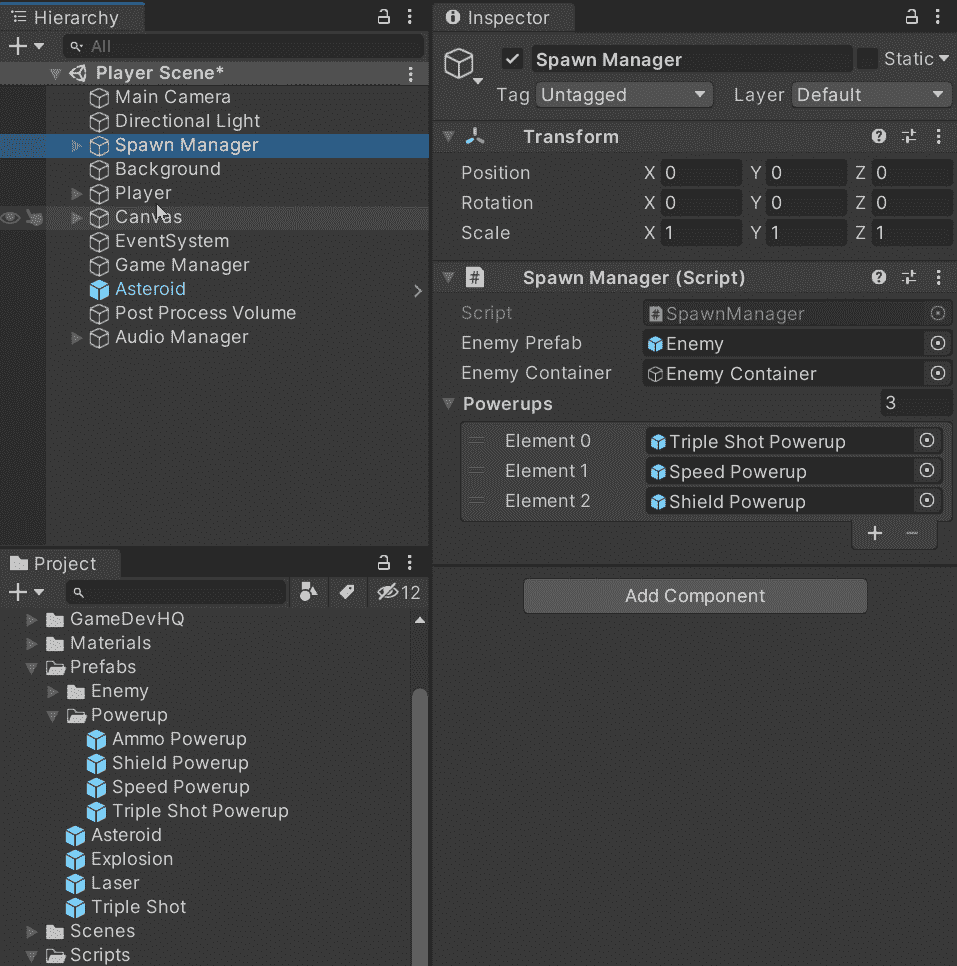 Hierarchy
All
Player Scene*
Main Camera
Directional Light
Spawn Manager
Background
Player
Canvas
EventSystem
Game Manager
Asteroid
Post Process Volume
Audio Manager
Project
12
GameDevHQ
Materials
Prefabs
Enemy
Powerup
Ammo Powerup
Shield Powerup
Speed Powerup
Triple Shot Powerup
Asteroid
Explosion
Laser
Triple Shot
Scenes
Scripts
Inspector
Spawn Manager Static
Tag Untagged Layer Default
Transform
Position X 0 Y 0 Z 0
Rotation X 0 Y 0 Z 0
Scale X 1 Y 1 Z 1
# Spawn Manager (Script)
Script # SpawnManager
Enemy Prefab Enemy
Enemy Container Enemy Container
Powerups 3
Element 0 Triple Shot Powerup
Element 1 Speed Powerup
Element 2 Shield Powerup
Add Component